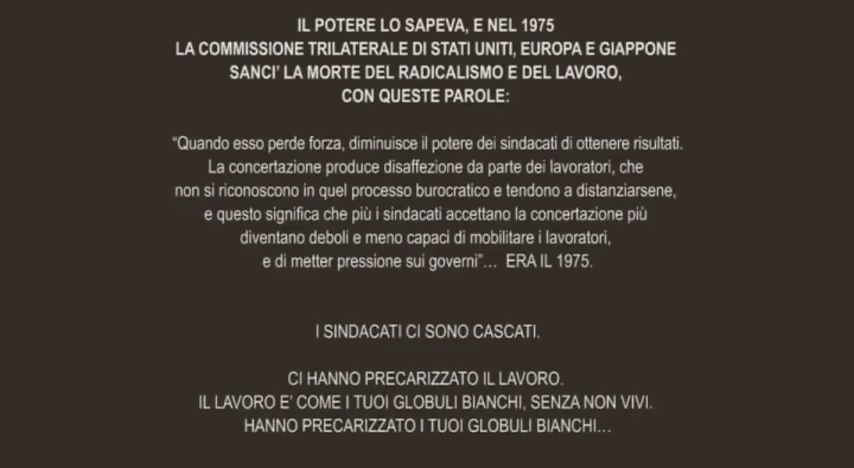 IL POTERE LO SAPEVA, E NEL 1975
LA COMMISSIONE TRILATERALE DI STATI UNITI, EUROPA E GIAPPONE
SANCI' LA MORTE DEL RADICALISMO E DEL LAVORO,
CON QUESTE PAROLE:
“Quando esso perde forza, diminuisce il potere dei sindacati di ottenere risultati.
La concertazione produce disaffezione da parte dei lavoratori, che
non si riconoscono in quel processo burocratico e tendono a distanziarsene,
e questo significa che più i sindacati accettano la concertazione più
diventano deboli e meno capaci di mobilitare i lavoratori,
e di metter pressione sui governi”... ERA IL 1975.
I SINDACATI CI SONO CASCATI.
CI HANNO PRECARIZZATO IL LAVORO.
IL LAVORO E' COME I TUOI GLOBULI BIANCHI, SENZA NON VIVI.
HANNO PRECARIZZATO I TUOI GLOBULI BIANCHI...